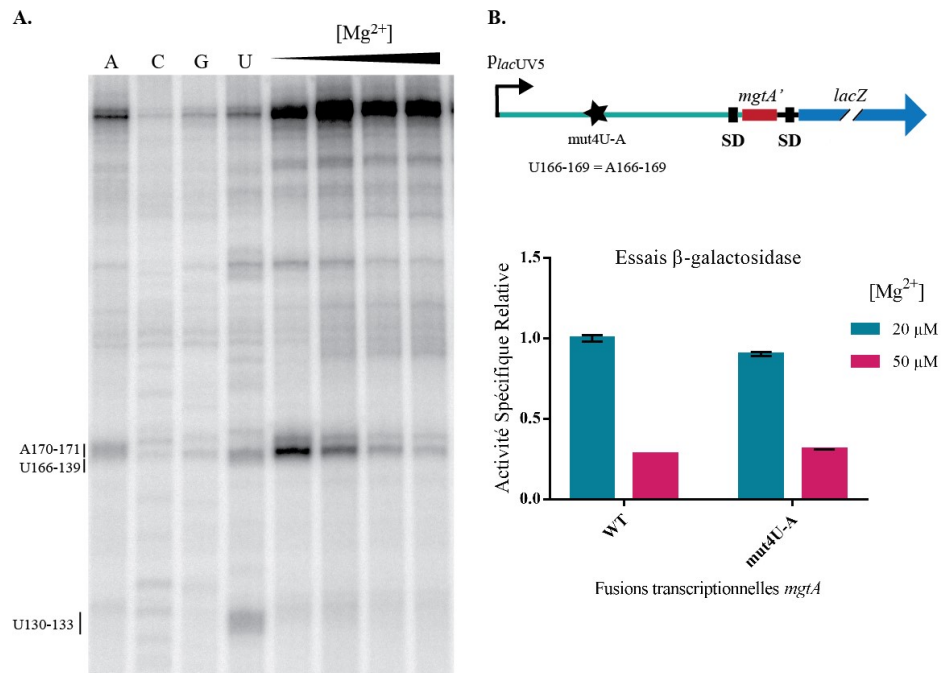 A.
[Mg2+]
A C G U
A170-171
U166-139
U130-133
B.
PlacUV5
mgtA' lacZ
mut4U-A
SD SD
U166-169 = A166-169
Essais β-galactosidase
[Mg2+]
20 μM
50 μM
Activité Spécifique Relative
1.5
1.0
0.5
0.0
WT mut4U-A
Fusions transcriptionnelles mgtA